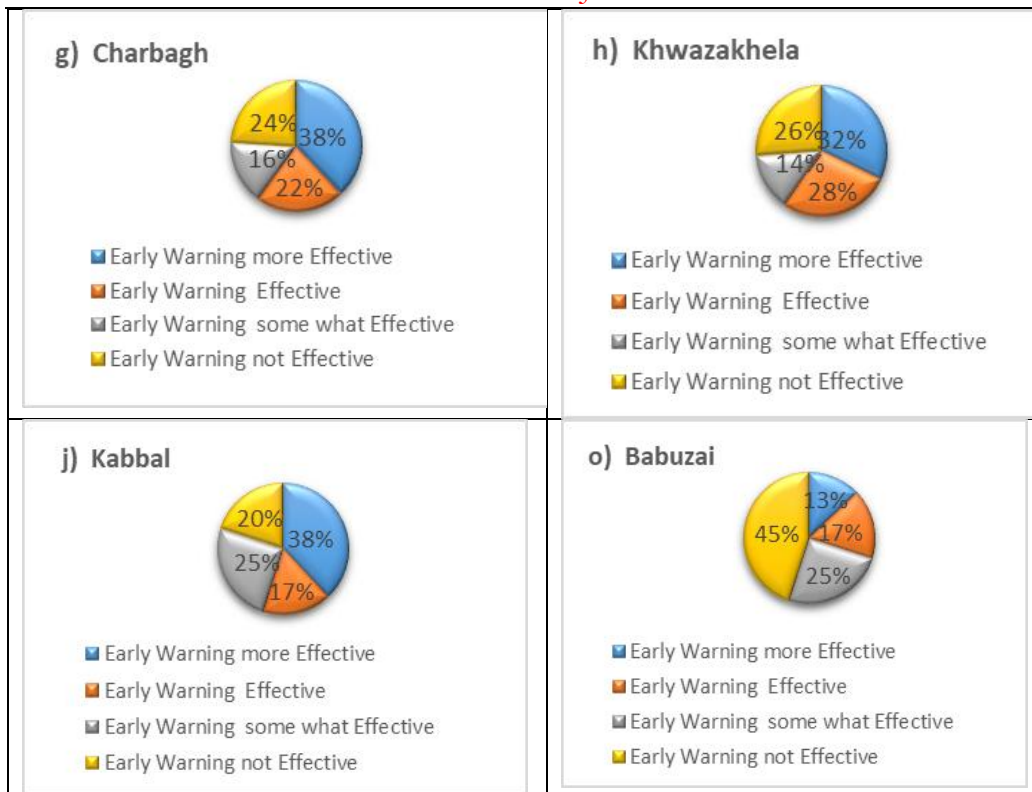 g) Charbagh
24%
38%
16%
22%
Early Warning more Effective
Early Warning Effective
Early Warning some what Effective
Early Warning not Effective
h) Khwazakhela
26%
32%
14%
28%
Early Warning more Effective
Early Warning Effective
Early Warning some what Effective
Early Warning not Effective
j) Kabbal
20%
38%
25%
17%
Early Warning more Effective
Early Warning Effective
Early Warning some what Effective
Early Warning not Effective
o) Babuzai
13%
45%
17%
25%
Early Warning more Effective
Early Warning Effective
Early Warning some what Effective
Early Warning not Effective